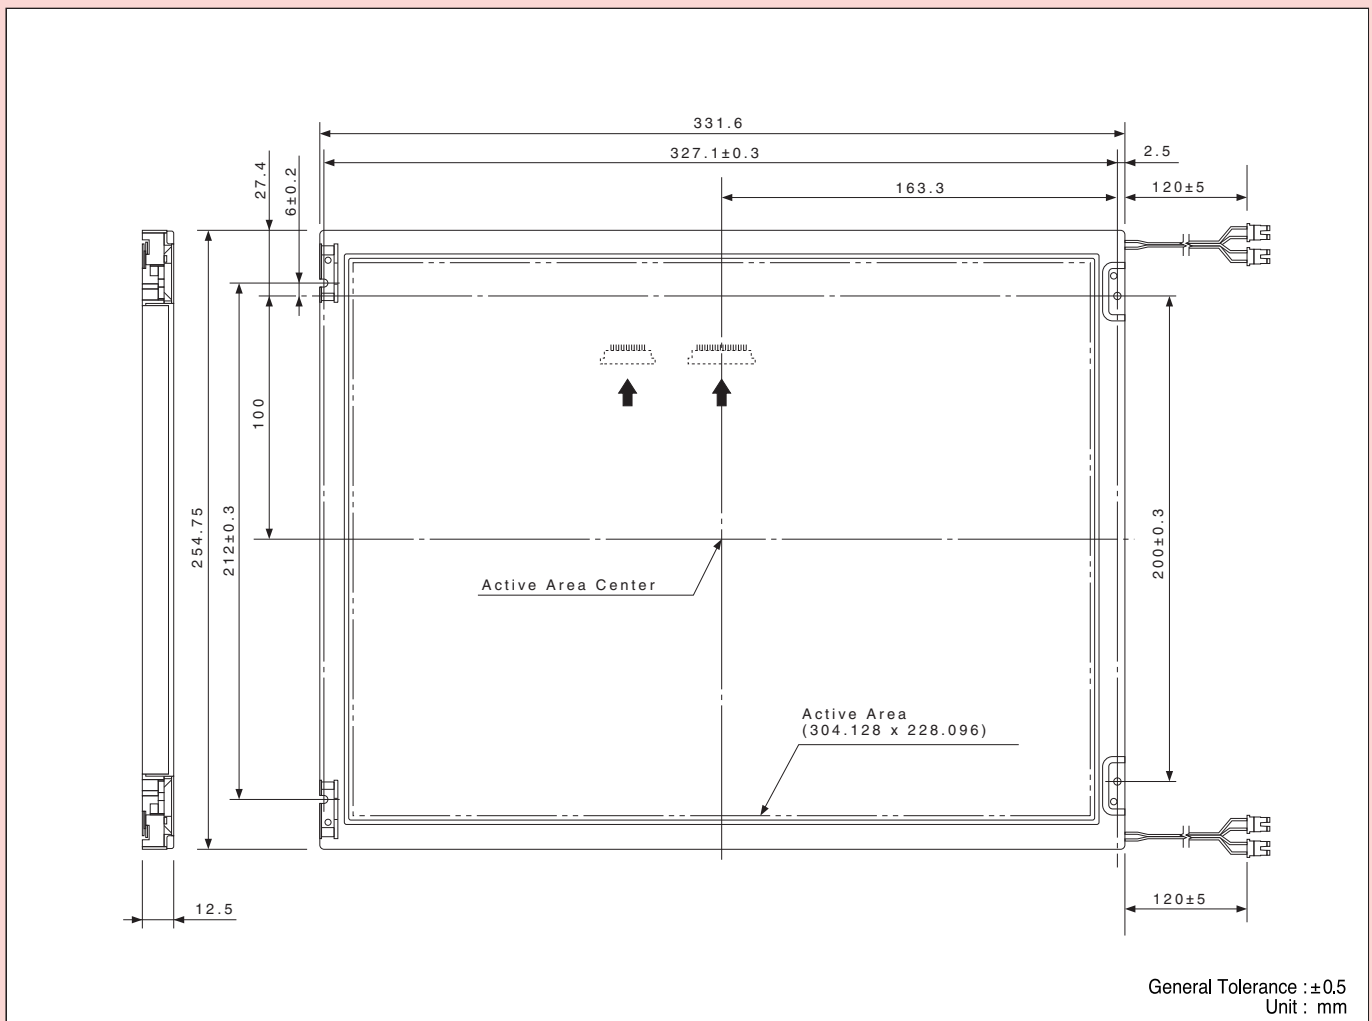 331.6
327.1±0.3
2.5
27.4
6±0.2
163.3
120±5
100
254.75
212±0.3
200±0.3
Active Area Center
Active Area
(304.128 x 228.096)
12.5
120±5
General Tolerance : ±0.5
Unit : mm